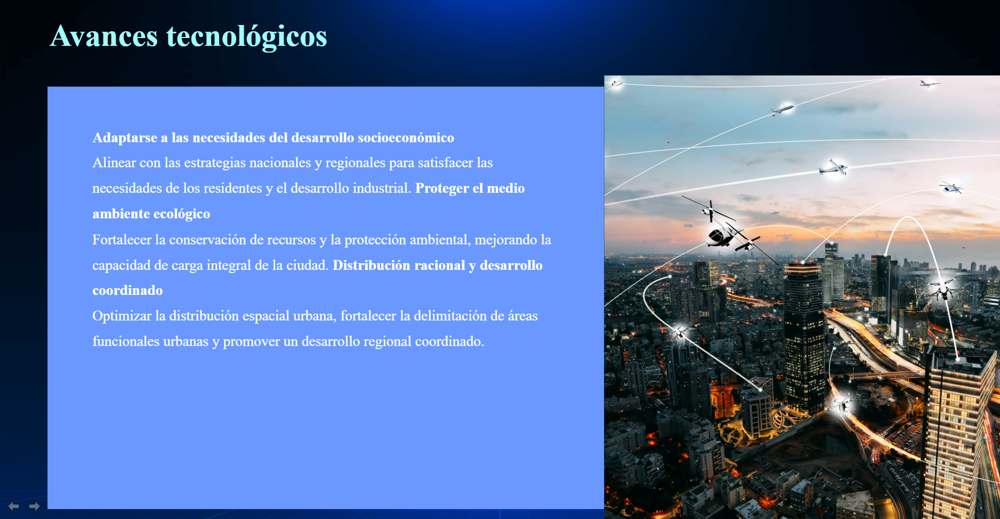 Avances tecnológicos
Adaptarse a las necesidades del desarrollo socioeconómico
Alinear con las estrategias nacionales y regionales para satisfacer las
necesidades de los residentes y el desarrollo industrial. Proteger el medio
ambiente ecológico
Fortalecer la conservación de recursos y la protección ambiental, mejorando la
capacidad de carga integral de la ciudad. Distribución racional y desarrollo
coordinado
Optimizar la distribución espacial urbana, fortalecer la delimitación de áreas
funcionales urbanas y promover un desarrollo regional coordinado.